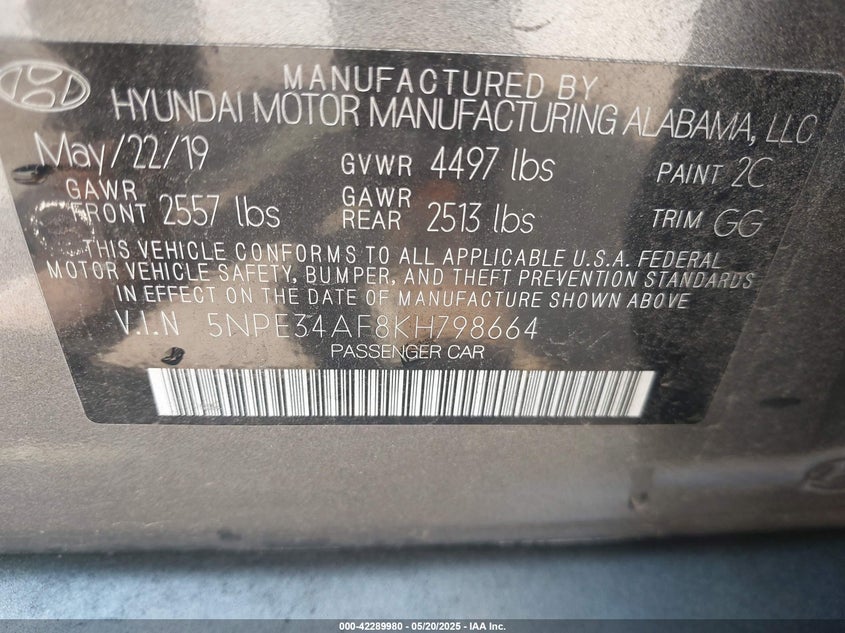 MANUFACTURED BY
HYUNDAI MOTOR MANUFACTURING ALABAMA, LLC
May/22/19 GVWR 4497 lbs PAINT 2C
GAWR FRONT 2557 lbs GAWR REAR 2513 lbs TRIM GG
THIS VEHICLE CONFORMS TO ALL APPLICABLE U.S.A. FEDERAL
MOTOR VEHICLE SAFETY, BUMPER, AND THEFT PREVENTION STANDARDS
IN EFFECT ON THE DATE OF MANUFACTURE SHOWN ABOVE
V.I.N 5NPE34AF8KH798664
PASSENGER CAR
000-42289980 - 05/20/2025 - IAA Inc.